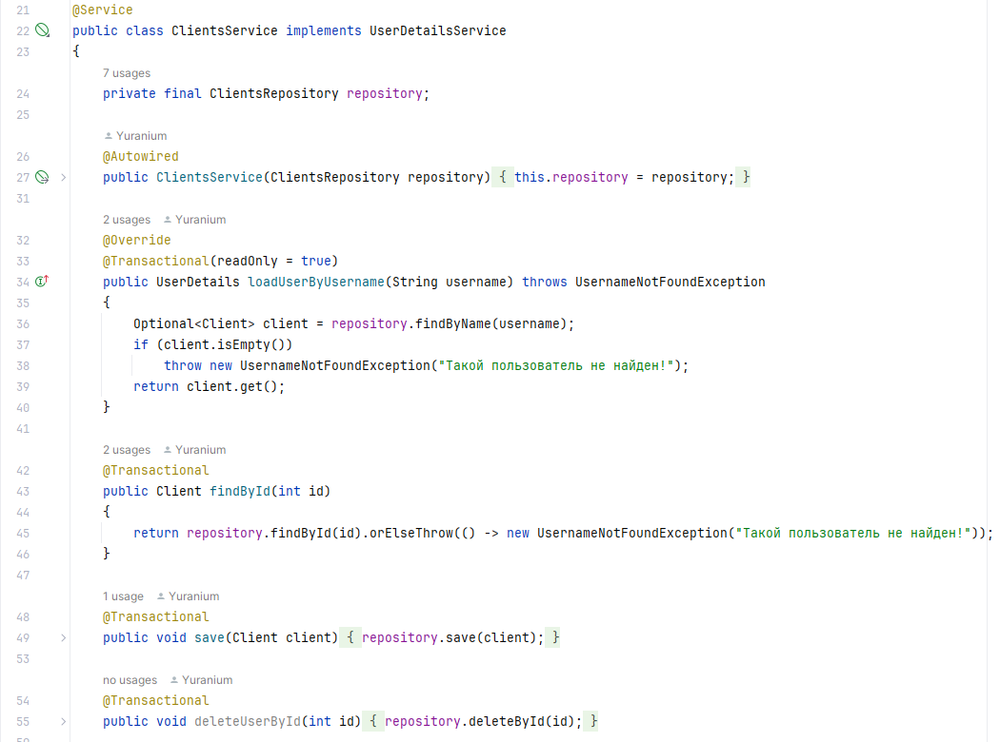 21 @Service
22 public class ClientsService implements UserDetailsService
23 {
7 usages
24 private final ClientsRepository repository;
25
Yuranium
26 @Autowired
27 public ClientsService(ClientsRepository repository) { this.repository = repository; }
31
2 usages Yuranium
32 @Override
33 @Transactional(readOnly = true)
34 public UserDetails loadUserByUsername(String username) throws UsernameNotFoundException
35 {
36 Optional<Client> client = repository.findByName(username);
37 if (client.isEmpty())
38 throw new UsernameNotFoundException("Такой пользователь не найден!");
39 return client.get();
40 }
41
2 usages Yuranium
42 @Transactional
43 public Client findById(int id)
44 {
45 return repository.findById(id).orElseThrow(() -> new UsernameNotFoundException("Такой пользователь не найден!"));
46 }
47
1 usage Yuranium
48 @Transactional
49 public void save(Client client) { repository.save(client); }
53
no usages Yuranium
54 @Transactional
55 public void deleteUserById(int id) { repository.deleteById(id); }